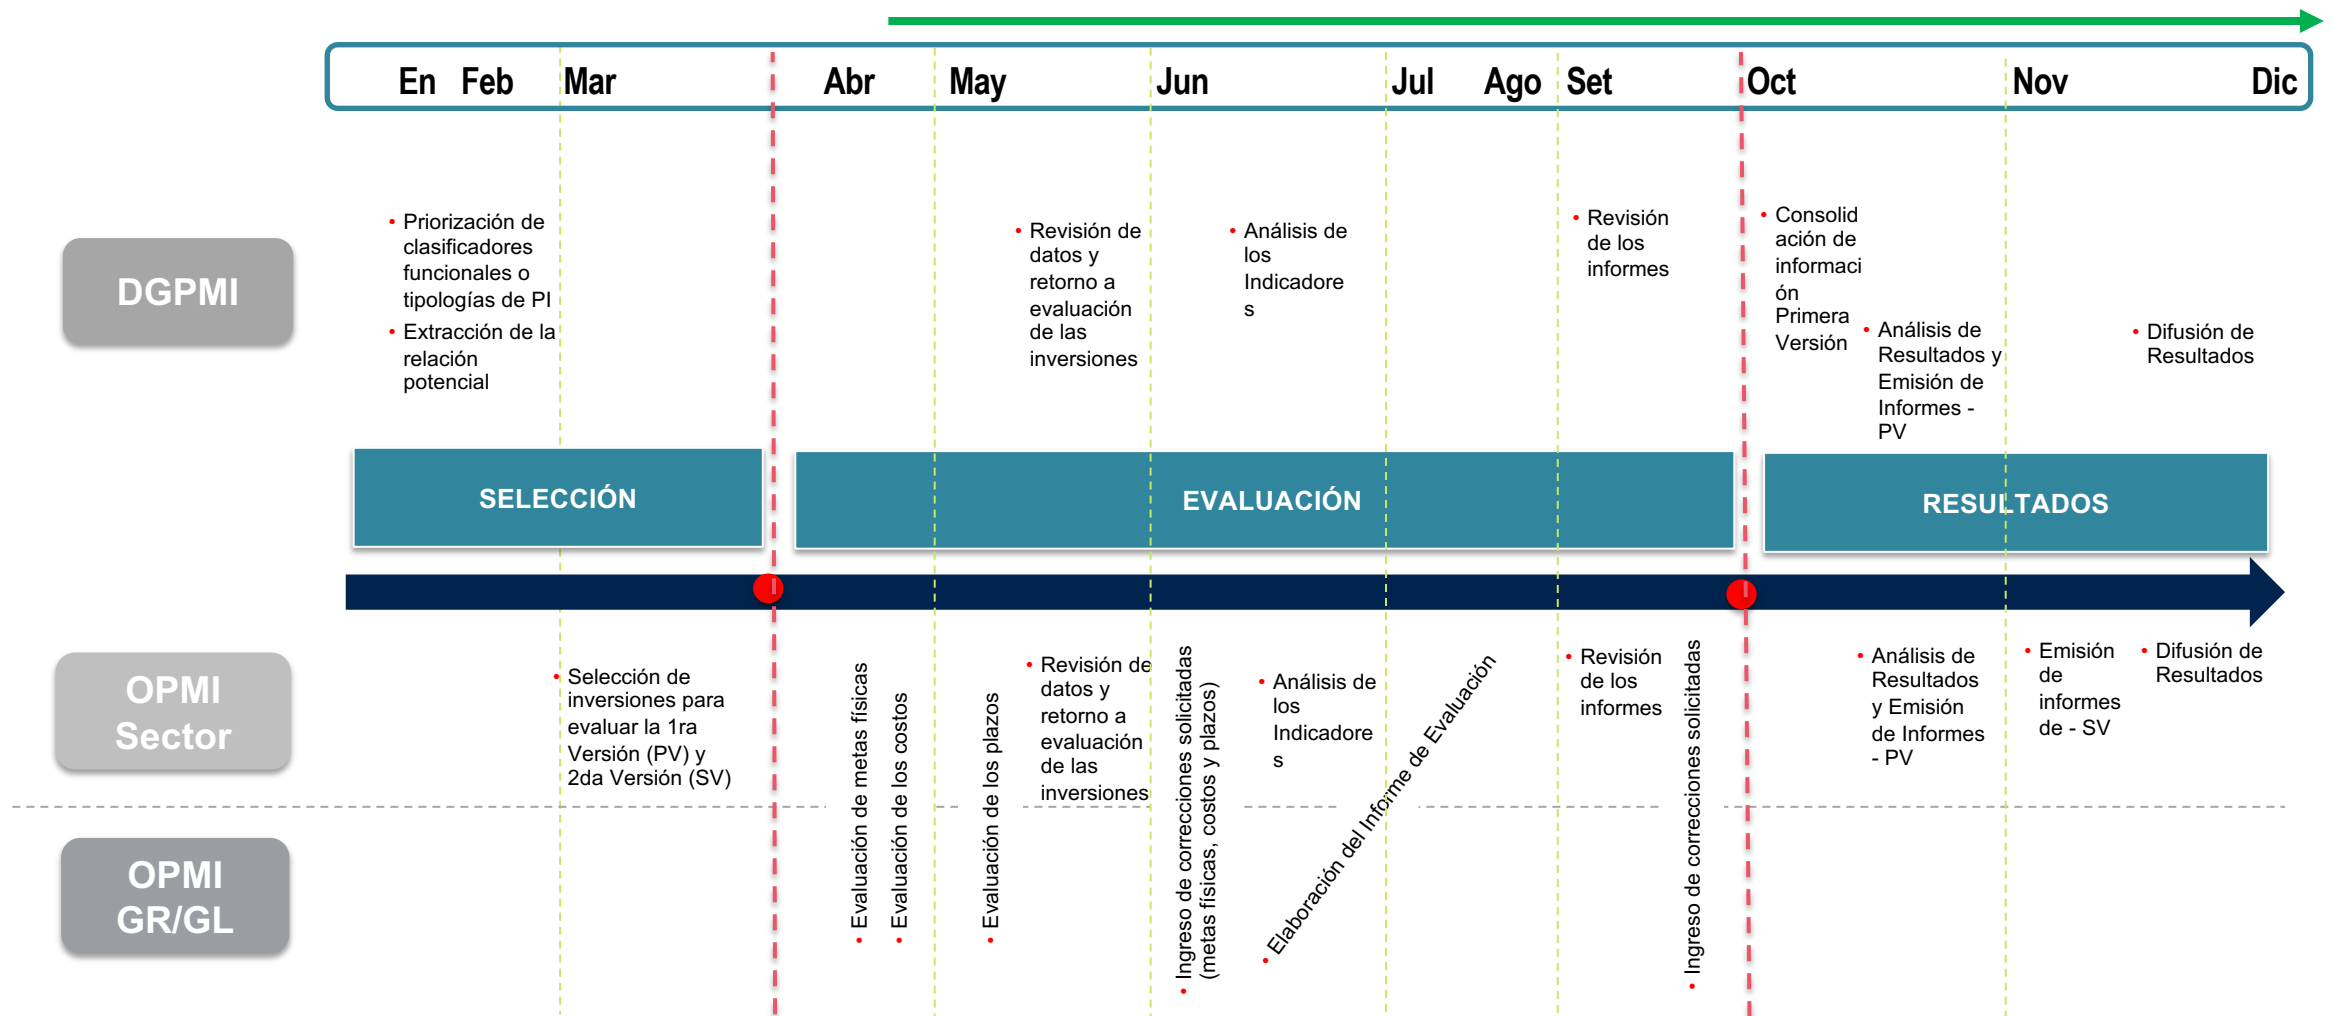 En Feb Mar Abr May Jun Jul Ago Set Oct Nov Dic
DGPMI
• Priorización de
clasificadores
funcionales o
tipologías de PI
• Extracción de la
relación
potencial
• Revisión de
datos y
retorno a
evaluación
de las
inversiones
• Análisis de
los
Indicadore
s
• Revisión
de los
informes
• Consolid
ación de
informaci
ón
Primera
Versión
• Análisis de
Resultados y
Emisión de
Informes -
PV
• Difusión de
Resultados
SELECCIÓN
EVALUACIÓN
RESULTADOS
OPMI
Sector
• Selección de
inversiones para
evaluar la 1ra
Versión (PV) y
2da Versión (SV)
• Evaluación de metas físicas
• Evaluación de los costos
• Evaluación de los plazos
• Revisión de
datos y
retorno a
evaluación
de las
inversiones
• Ingreso de correcciones solicitadas
(metas físicas, costos y plazos)
• Análisis de
los
Indicadore
s
• Elaboración del Informe de Evaluación
• Revisión
de los
informes
• Ingreso de correcciones solicitadas
• Análisis de
Resultados
y Emisión
de Informes
- PV
• Emisión
de
informes
de - SV
• Difusión de
Resultados
OPMI
GR/GL